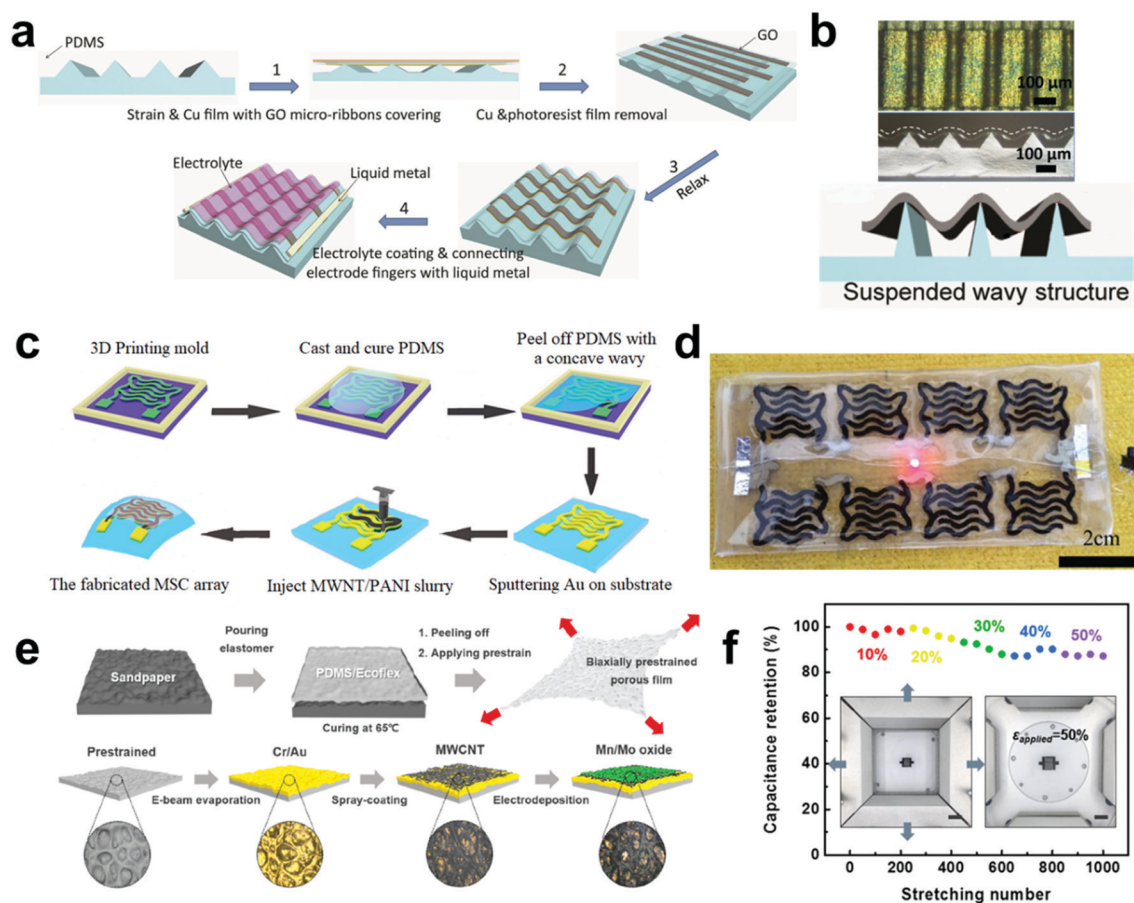 a
PDMS
1
Strain & Cu film with GO micro-ribbons covering
2
Cu &photoresist film removal
GO
3
Relax
Electrolyte
Liquid metal
4
Electrolyte coating & connecting
electrode fingers with liquid metal
b
100 µm
100 µm
Suspended wavy structure
c
3D Printing mold
Cast and cure PDMS
Peel off PDMS with
a concave wavy
The fabricated MSC array
Inject MWNT/PANI slurry
Sputtering Au on substrate
d
2cm
e
Sandpaper
Pouring
elastomer
PDMS/Ecoflex
Curing at 65℃
1. Peeling off
2. Applying prestrain
Biaxially prestrained
porous film
Prestrained
E-beam evaporation
Cr/Au
Spray-coating
MWCNT
Electrodeposition
Mn/Mo oxide
f
Capacitance retention (%)
100
80
60
40
20
0
10%
20%
30%
40%
50%
εapplied=50%
0 200 400 600 800 1000
Stretching number